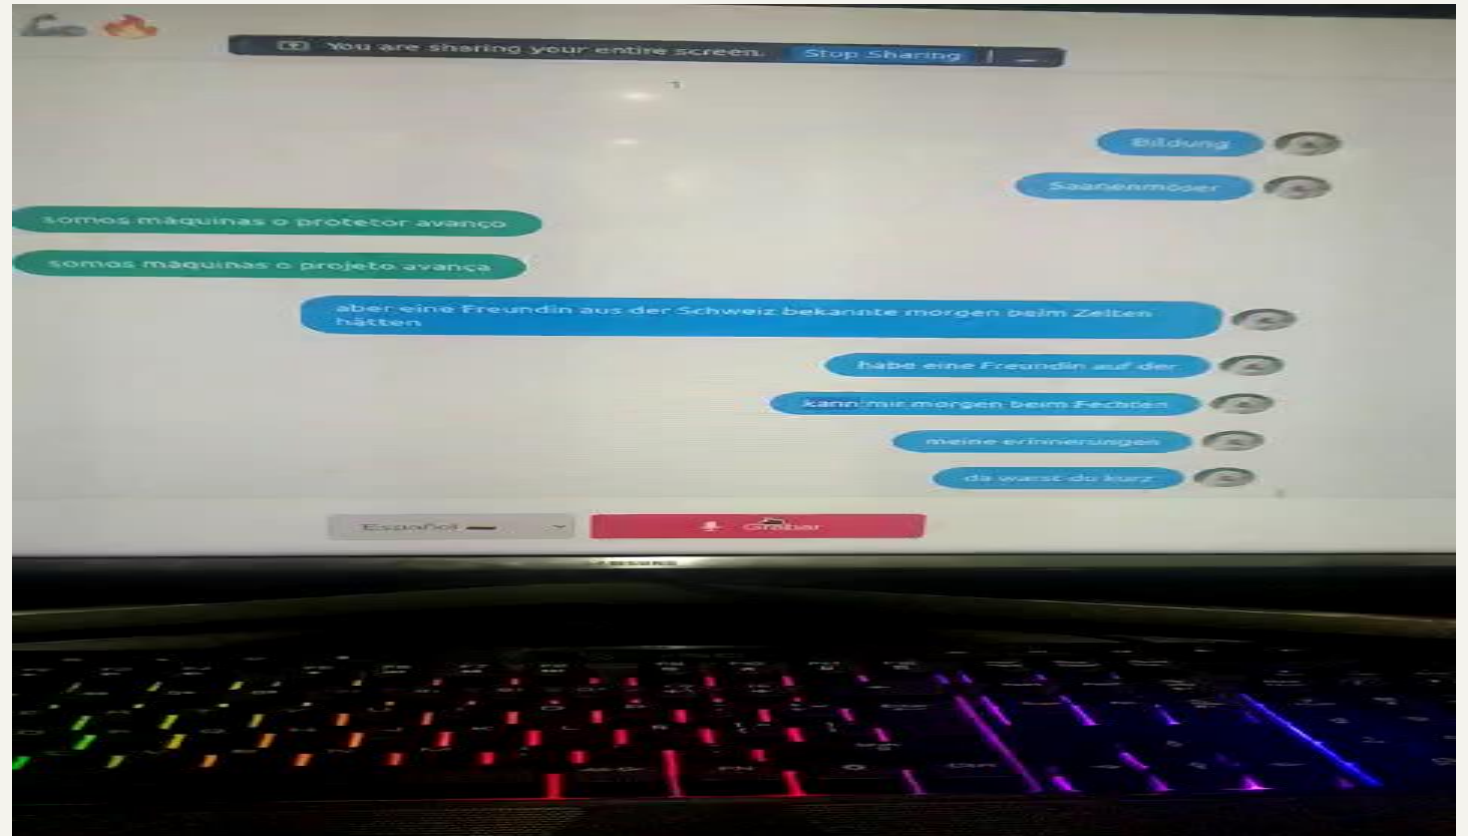 You are sharing your entire screen. Stop Sharing
Bildung
Saanenmöser
somos máquinas o protetor avanço
somos máquinas o projeto avança
aber eine Freundin aus der Schweiz bekannte morgen beim Zelten
hätten
habe eine Freundin auf der
kann mir morgen beim Fechten
meine erinnerungen
da warst du kurz
Español
Grabar
SAMSUNG